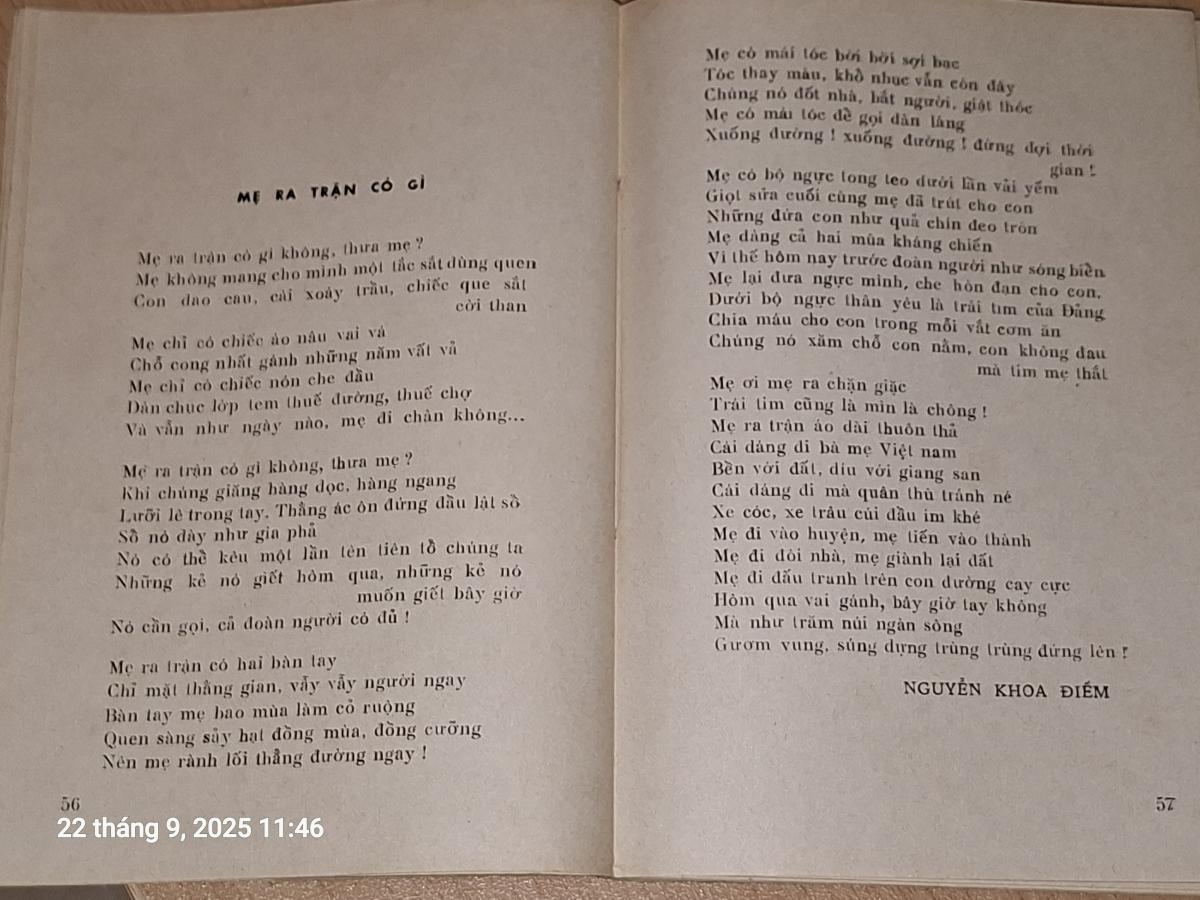 MẸ RA TRẬN CÓ GÌ
Mẹ ra trận có gì không, thưa mẹ ?
Mẹ không mang cho mình một tấc sắt dùng quen
Con dao cau, cái xoáy trầu, chiếc que sắt
cời than
Mẹ chỉ có chiếc áo nâu vai vá
Chỗ cong nhất gánh những năm vất vả
Mẹ chỉ có chiếc nón che đầu
Dăn chục lớp tem thuế đường, thuế chợ
Và vẫn như ngày nào, mẹ đi chân không...
Mẹ ra trận có gì không, thưa mẹ ?
Khi chúng giăng hàng dọc, hàng ngang
Lưỡi lê trong tay. Thằng ác ôn đứng đầu lật sổ
Sổ nó dày như gia phả
Nó có thể kêu một lần tên tiên tổ chúng ta
Những kẻ nó giết hôm qua, những kẻ nó
muốn giết bây giờ
Nó cần gọi, cả đoàn người có đủ !
Mẹ ra trận có hai bàn tay
Chỉ mặt thằng gian, vẫy vẫy người ngay
Bàn tay mẹ bao mùa làm cỏ ruộng
Quen sàng sảy hạt đồng mùa, đồng cưỡng
Nên mẹ rành lối thẳng đường ngay !
56
22 tháng 9, 2025 11:46
Mẹ có mái tóc bời bời sợi bạc
Tóc thay màu, khổ nhục vẫn còn đây
Chúng nó đốt nhà, bắt người, giật thóc
Mẹ có mái tóc để gọi dân làng
Xuống đường ! xuống đường ! đừng đợi thời
gian !
Mẹ có bộ ngực tong teo dưới lần vải yếm
Giọt sữa cuối cùng mẹ đã trút cho con
Những đứa con như quả chín đeo tròn
Mẹ dàng cả hai mùa kháng chiến
Vì thế hôm nay trước đoàn người như sóng biển
Mẹ lại đưa ngực mình, che hòn đạn cho con,
Dưới bộ ngực thân yêu là trái tim của Đảng
Chia máu cho con trong mỗi vắt cơm ăn
Chúng nó xăm chỗ con nằm, con không đau
mà tim mẹ thắt
Mẹ ơi mẹ ra chặn giặc
Trái tim cũng là mìn là chông !
Mẹ ra trận áo dài thuôn thả
Cái dáng đi bà mẹ Việt nam
Bền với đất, dịu với giang san
Cái dáng đi mà quân thù tránh né
Xe cóc, xe trâu cúi đầu im khé
Mẹ đi vào huyện, mẹ tiến vào thành
Mẹ đi đòi nhà, mẹ giành lại đất
Mẹ đi đấu tranh trên con đường cay cực
Hôm qua vai gánh, bây giờ tay không
Mà như trăm núi ngàn sông
Gươm vung, súng dựng trùng trùng đứng lên !
NGUYỄN KHOA ĐIỀM
57